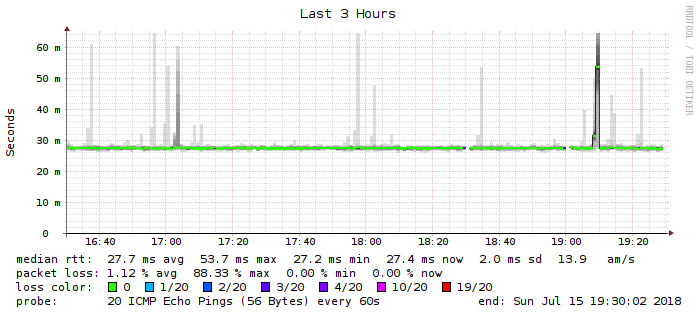 Last 3 Hours
RRDTOOL / TOBI OETIKER
Seconds
60 m
50 m
40 m
30 m
20 m
10 m
0
16:40 17:00 17:20 17:40 18:00 18:20 18:40 19:00 19:20
median rtt: 27.7 ms avg 53.7 ms max 27.2 ms min 27.4 ms now 2.0 ms sd 13.9 am/s
packet loss: 1.12 % avg 88.33 % max 0.00 % min 0.00 % now
loss color: 0 1/20 2/20 3/20 4/20 10/20 19/20
probe: 20 ICMP Echo Pings (56 Bytes) every 60s end: Sun Jul 15 19:30:02 2018